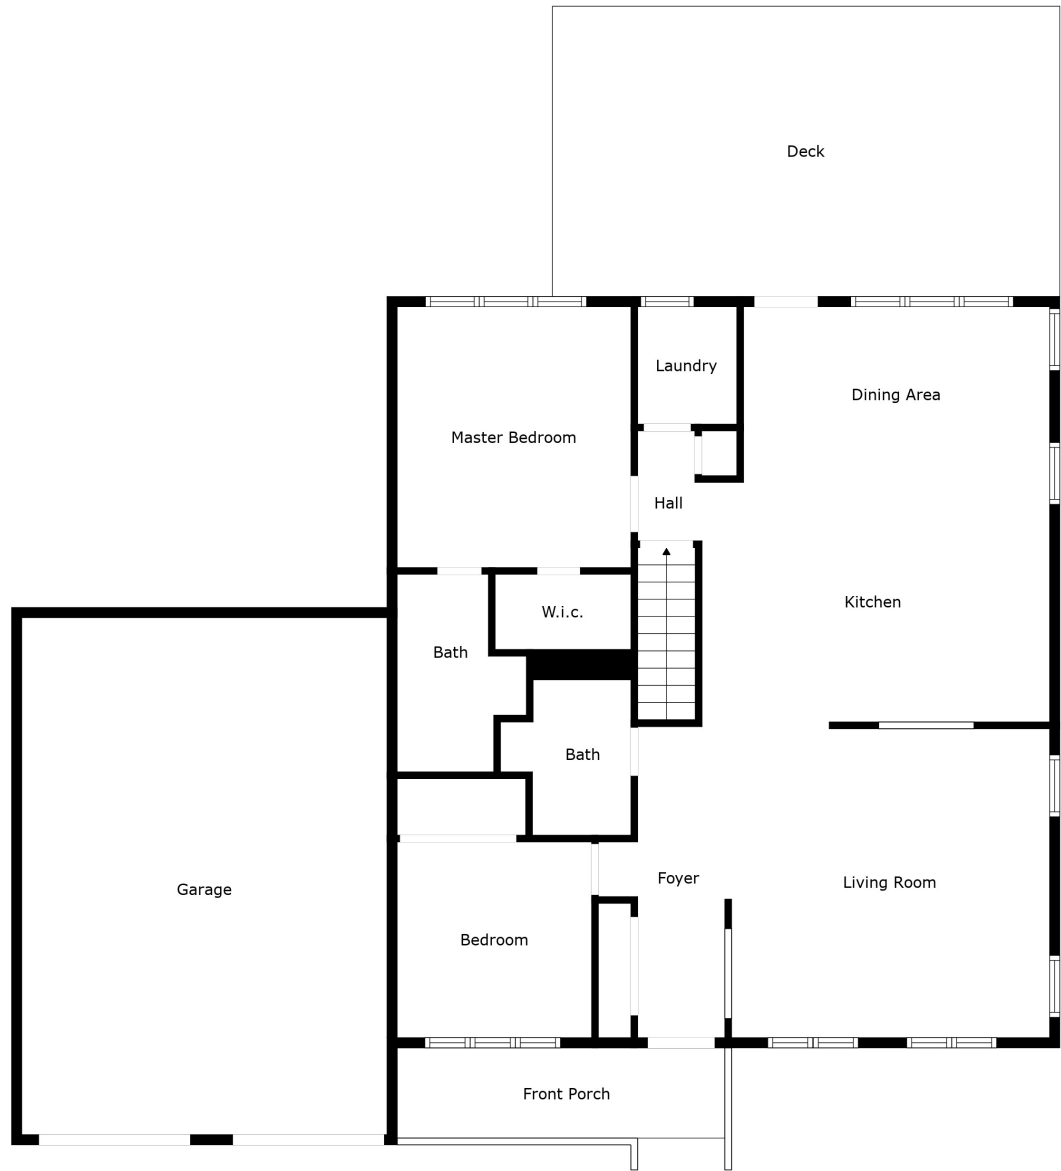 Deck
Laundry
Dining Area
Master Bedroom
Hall
Kitchen
W.i.c.
Bath
Bath
Foyer
Living Room
Garage
Bedroom
Front Porch